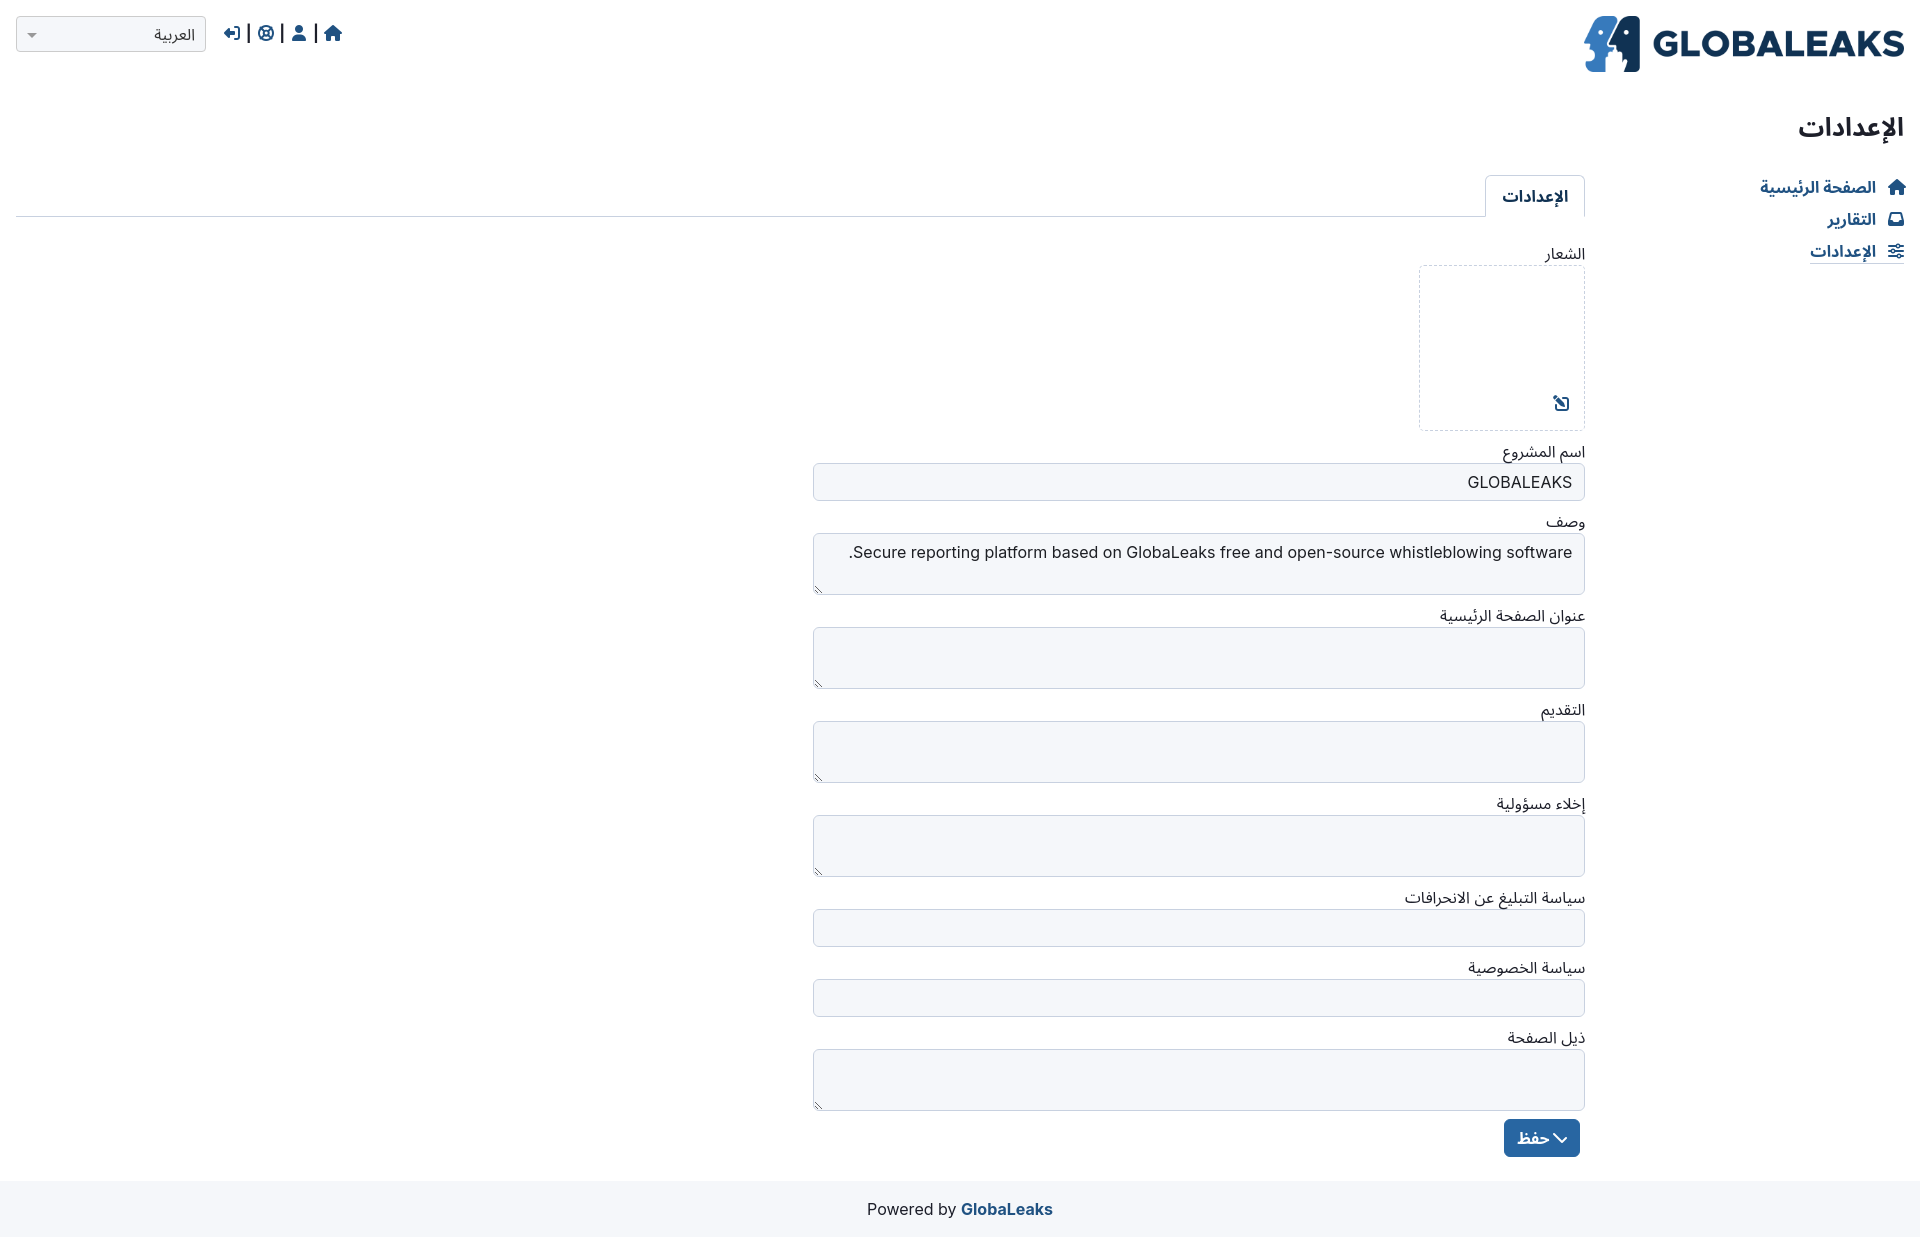 GLOBALEAKS
العربية
الإعدادات
الصفحة الرئيسية
التقارير
الإعدادات
الإعدادات
الشعار
اسم المشروع
GLOBALEAKS
وصف
Secure reporting platform based on GlobaLeaks free and open-source whistleblowing software.
عنوان الصفحة الرئيسية
التقديم
إخلاء مسؤولية
سياسة التبليغ عن الانحرافات
سياسة الخصوصية
ذيل الصفحة
حفظ
Powered by GlobaLeaks